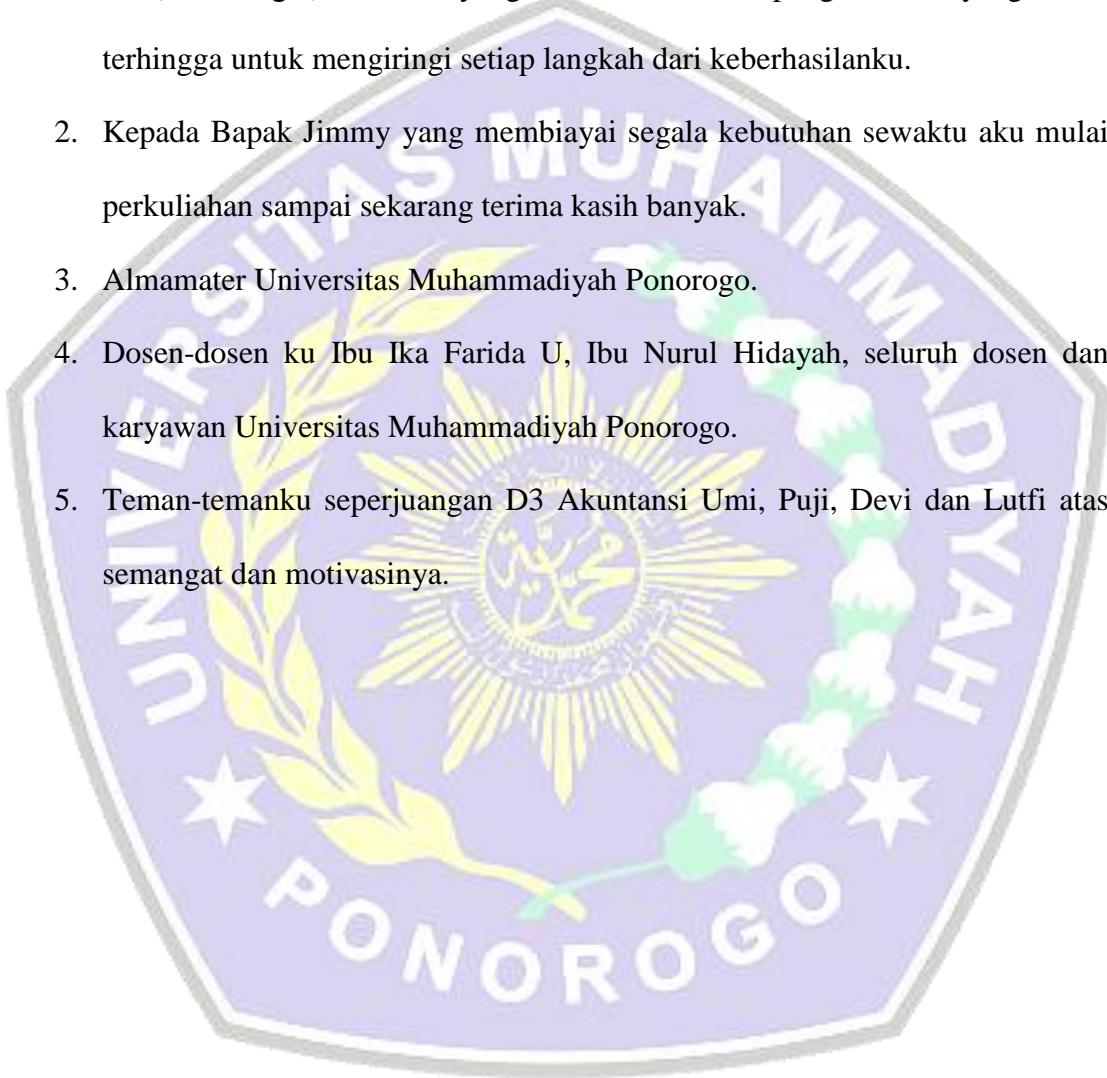 terhingga untuk mengiringi setiap langkah dari keberhasilanku.
2. Kepada Bapak Jimmy yang membiayai segala kebutuhan sewaktu aku mulai
perkuliahan sampai sekarang terima kasih banyak.
3. Almamater Universitas Muhammadiyah Ponorogo.
4. Dosen-dosen ku Ibu Ika Farida U, Ibu Nurul Hidayah, seluruh dosen dan
karyawan Universitas Muhammadiyah Ponorogo.
5. Teman-temanku seperjuangan D3 Akuntansi Umi, Puji, Devi dan Lutfi atas
semangat dan motivasinya.
UNIVERSITAS MUHAMMADIYAH
PONOROGO